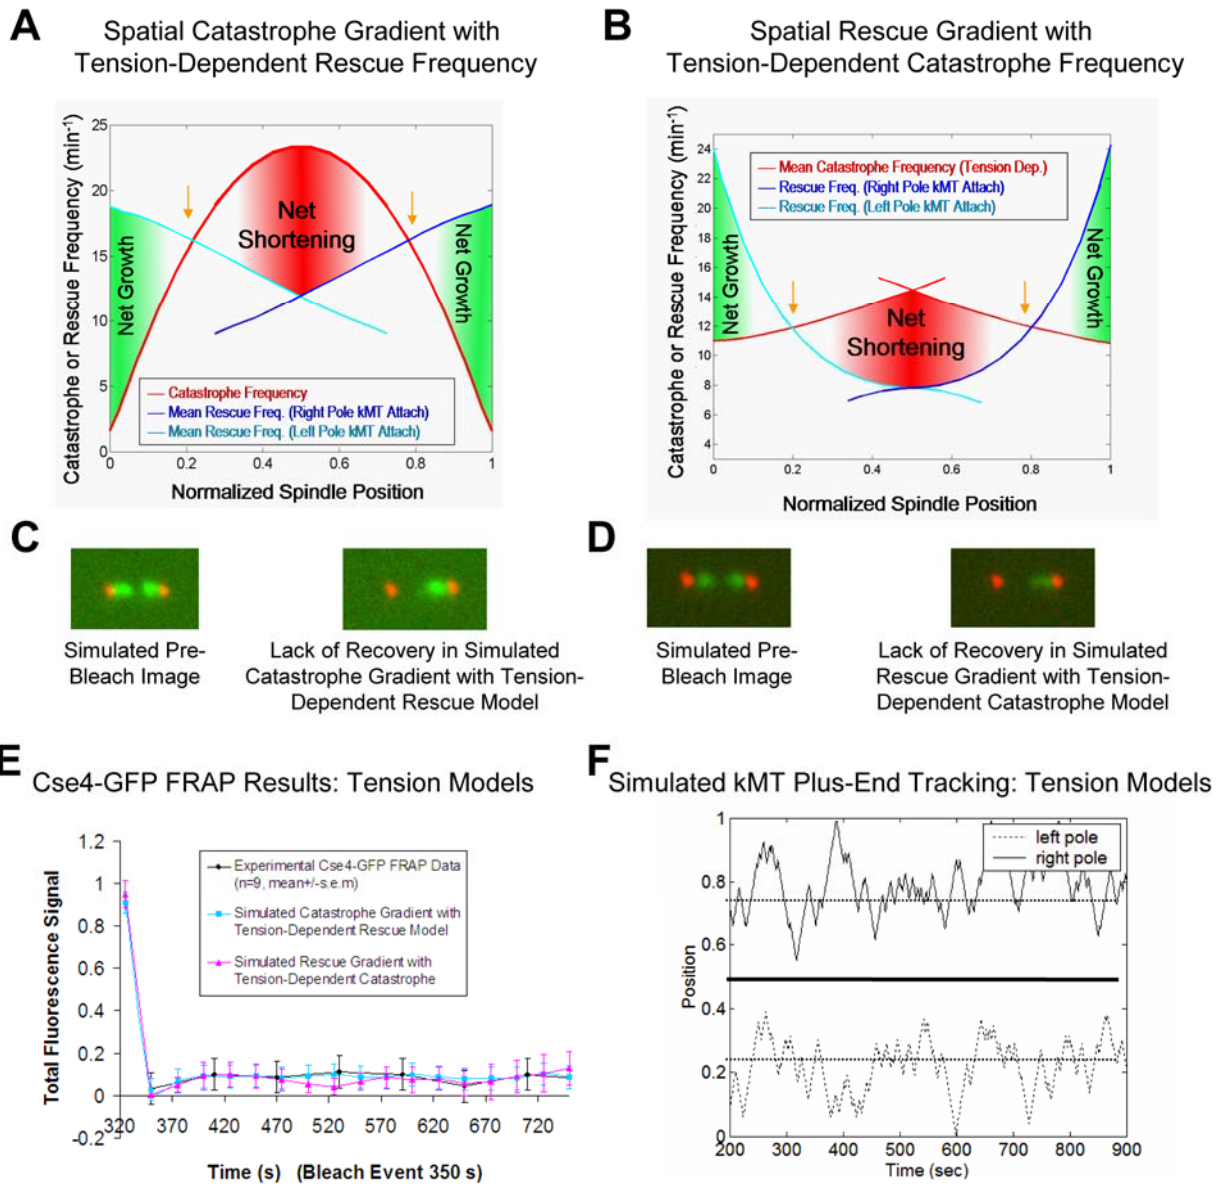 A
Spatial Catastrophe Gradient with
Tension-Dependent Rescue Frequency
Catastrophe or Rescue Frequency (min⁻¹)
25
20
15
10
5
0
Net Growth
Net
Shortening
Net Growth
Catastrophe Frequency
Mean Rescue Freq. (Right Pole kMT Attach)
Mean Rescue Freq. (Left Pole kMT Attach)
0 0.2 0.4 0.6 0.8 1
Normalized Spindle Position
B
Spatial Rescue Gradient with
Tension-Dependent Catastrophe Frequency
Catastrophe or Rescue Frequency (min⁻¹)
24
22
20
18
16
14
12
10
8
6
4
Mean Catastrophe Frequency (Tension Dep.)
Rescue Freq. (Right Pole kMT Attach)
Rescue Freq. (Left Pole kMT Attach)
Net Growth
Net
Shortening
Net Growth
0 0.2 0.4 0.6 0.8 1
Normalized Spindle Position
C
Simulated Pre-
Bleach Image
Lack of Recovery in Simulated
Catastrophe Gradient with Tension-
Dependent Rescue Model
D
Simulated Pre-
Bleach Image
Lack of Recovery in Simulated
Rescue Gradient with Tension-
Dependent Catastrophe Model
E
Cse4-GFP FRAP Results: Tension Models
Total Fluorescence Signal
1.2
1
0.8
0.6
0.4
0.2
0
-0.2
Experimental Cse4-GFP FRAP Data
(n=9, mean+/-s.e.m)
Simulated Catastrophe Gradient with
Tension-Dependent Rescue Model
Simulated Rescue Gradient with
Tension-Dependent Catastrophe
320 370 420 470 520 570 620 670 720
Time (s) (Bleach Event 350 s)
F
Simulated kMT Plus-End Tracking: Tension Models
Position
1
0.8
0.6
0.4
0.2
0
left pole
right pole
200 300 400 500 600 700 800 900
Time (sec)